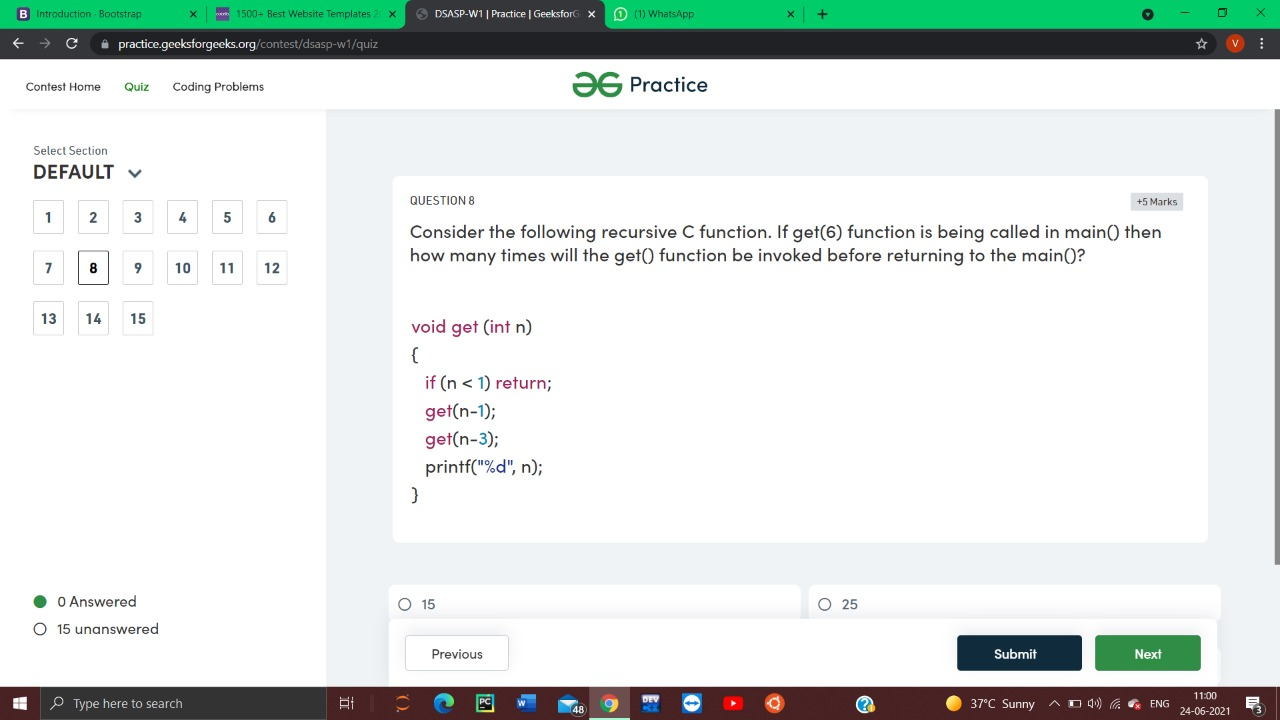 Introduction · Bootstrap
1500+ Best Website Templates 2
DSASP-W1 | Practice | GeeksforG
(1) WhatsApp
practice.geeksforgeeks.org/contest/dsasp-w1/quiz
V
Contest Home
Quiz
Coding Problems
Practice
Select Section
DEFAULT
1 2 3 4 5 6
7 8 9 10 11 12
13 14 15
0 Answered
15 unanswered
QUESTION 8
+5 Marks
Consider the following recursive C function. If get(6) function is being called in main() then
how many times will the get() function be invoked before returning to the main()?
void get (int n)
{
if (n < 1) return;
get(n-1);
get(n-3);
printf("%d", n);
}
15
25
Previous
Submit
Next
Type here to search
PC
W
48
DEV
37°C Sunny
ENG
11:00
24-06-2021
3